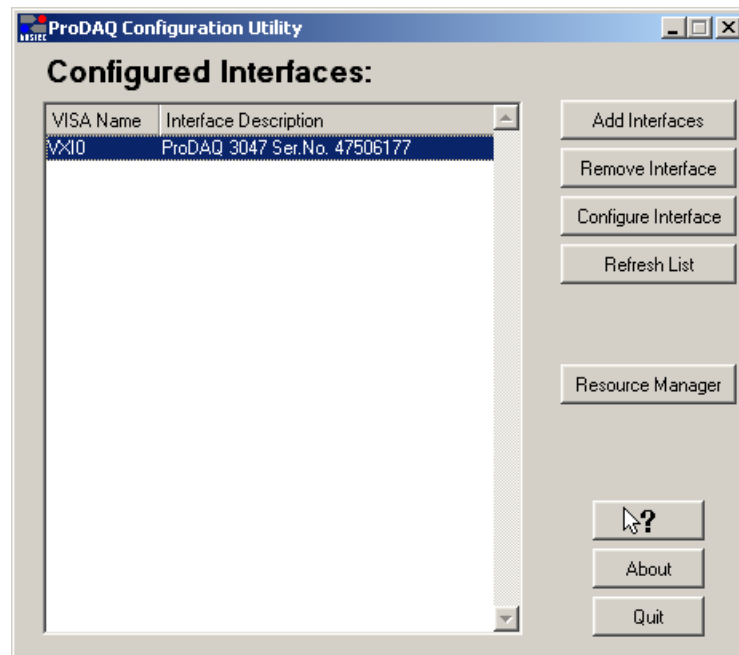 ProDAQ Configuration Utility
Configured Interfaces:
VISA Name Interface Description
VXI0 ProDAQ 3047 Ser.No. 47506177
Add Interfaces
Remove Interface
Configure Interface
Refresh List
Resource Manager
?
About
Quit